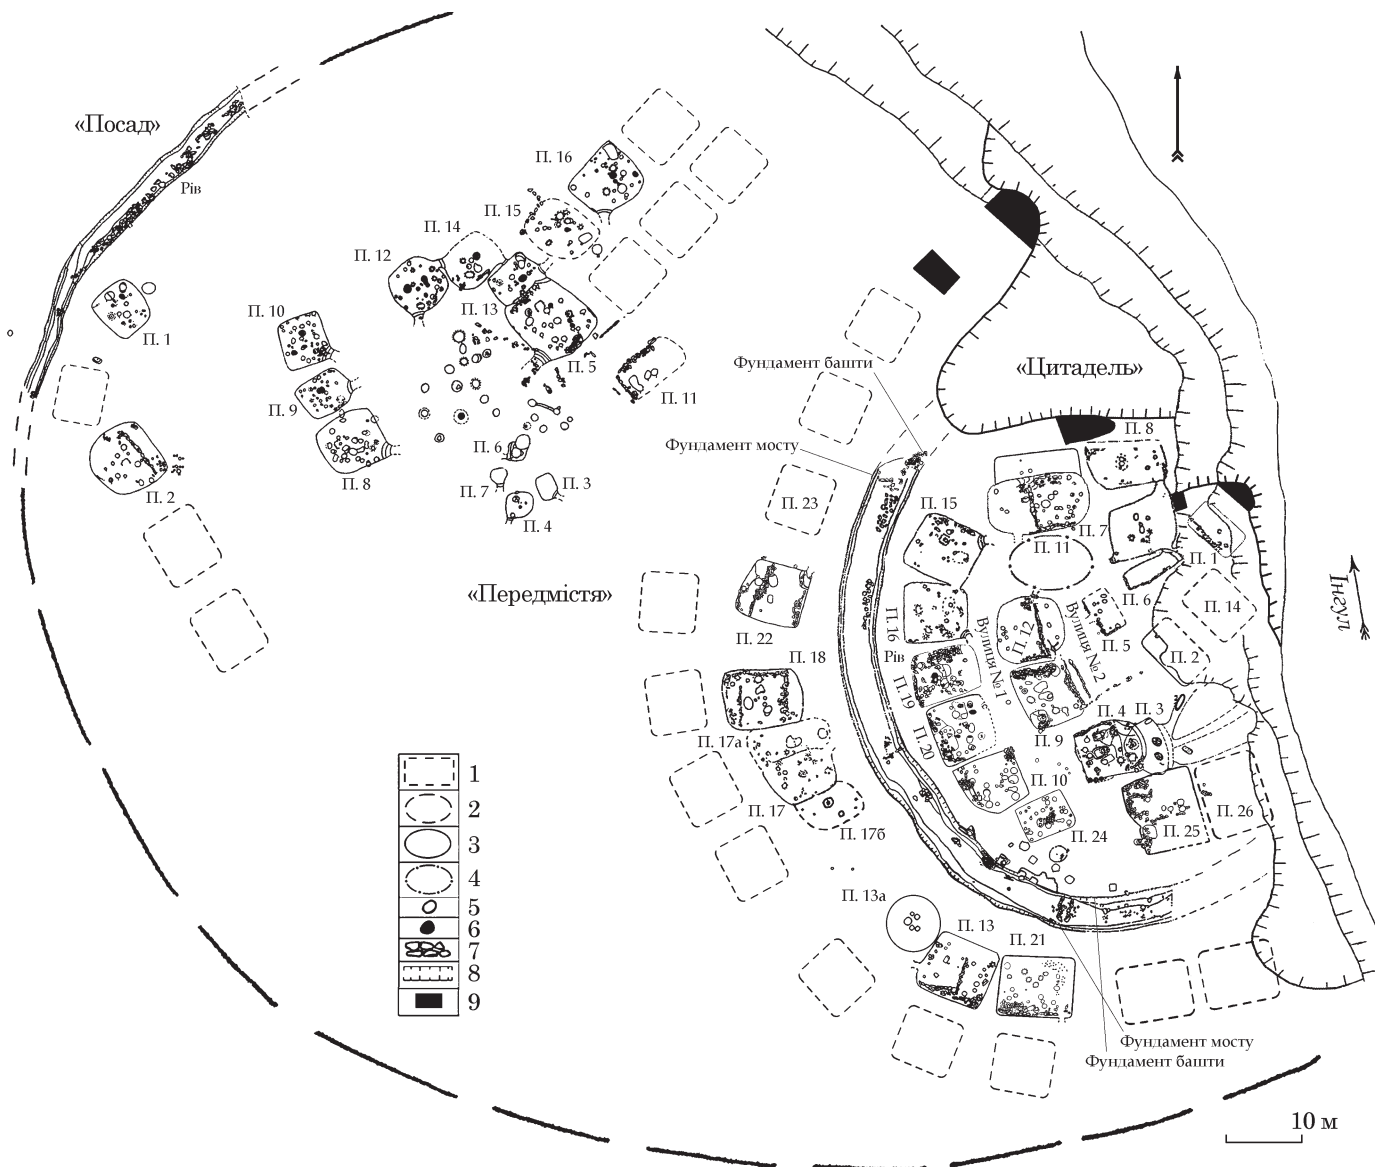 «Посад»
Рів
П. 16
П. 15
П. 14
П. 12
П. 13
П. 10
П. 1
П. 5
П. 11
П. 9
П. 8
П. 2
П. 6
П. 7
П. 3
П. 4
«Передмістя»
Фундамент башти
Фундамент мосту
«Цитадель»
П. 8
П. 23
П. 15
П. 7
П. 11
П. 1
П. 6
П. 14
Інгул
П. 22
П. 16
Рів
Вулиця № 1
П. 12
Вулиця № 2
П. 5
П. 2
П. 18
П. 19
П. 4
П. 3
П. 17а
П. 20
П. 9
П. 10
П. 17
П. 17б
П. 24
П. 25
П. 26
П. 13а
П. 13
П. 21
1
2
3
4
5
6
7
8
9
Фундамент мосту
Фундамент башти
10 м